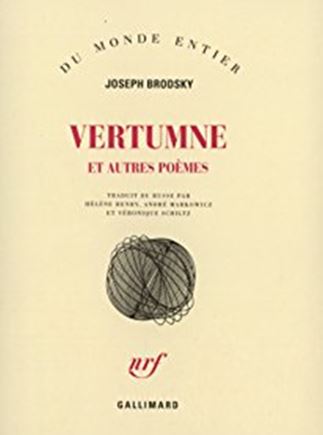 DU MONDE ENTIER
JOSEPH BRODSKY
VERTUMNE
ET AUTRES POÈMES
TRADUIT DU RUSSE PAR
HÉLÈNE HENRY, ANDRÉ MARKOWICZ
ET VÉRONIQUE SCHILTZ
nrf
GALLIMARD